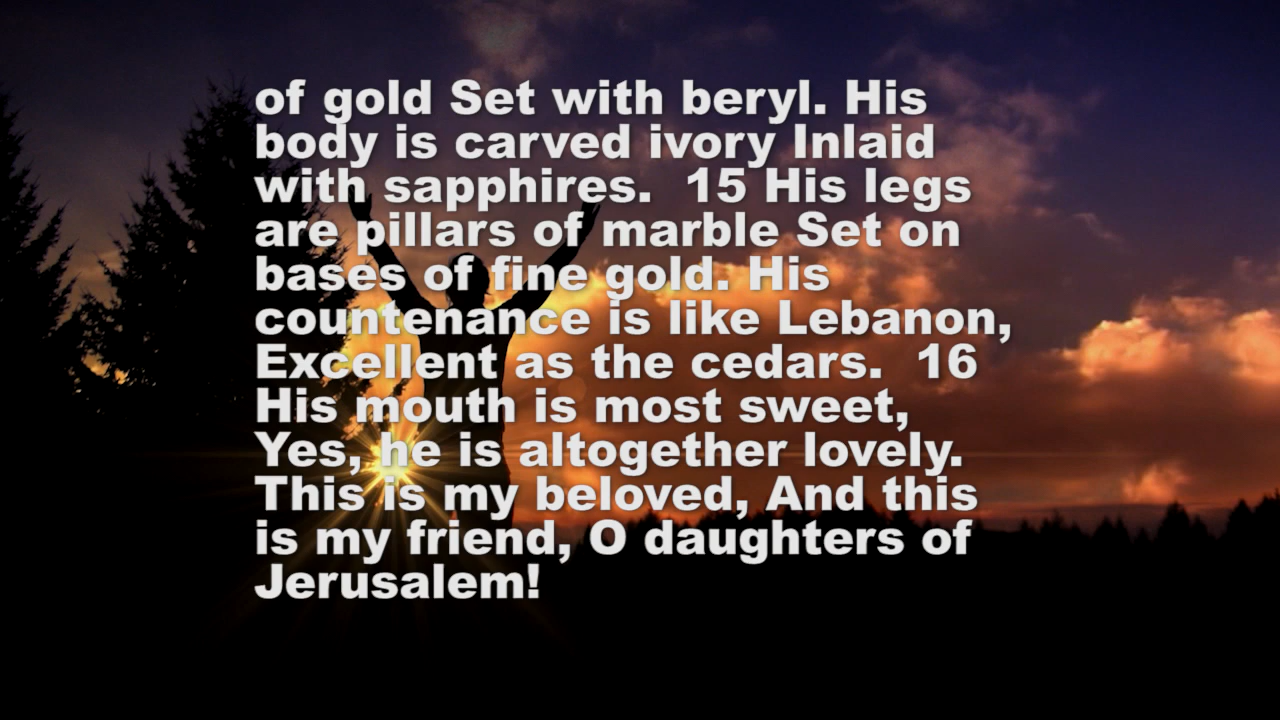 of gold Set with beryl. His
body is carved ivory Inlaid
with sapphires.  15 His legs
are pillars of marble Set on
bases of fine gold. His
countenance is like Lebanon,
Excellent as the cedars.  16
His mouth is most sweet,
Yes, he is altogether lovely.
This is my beloved, And this
is my friend, O daughters of
Jerusalem!